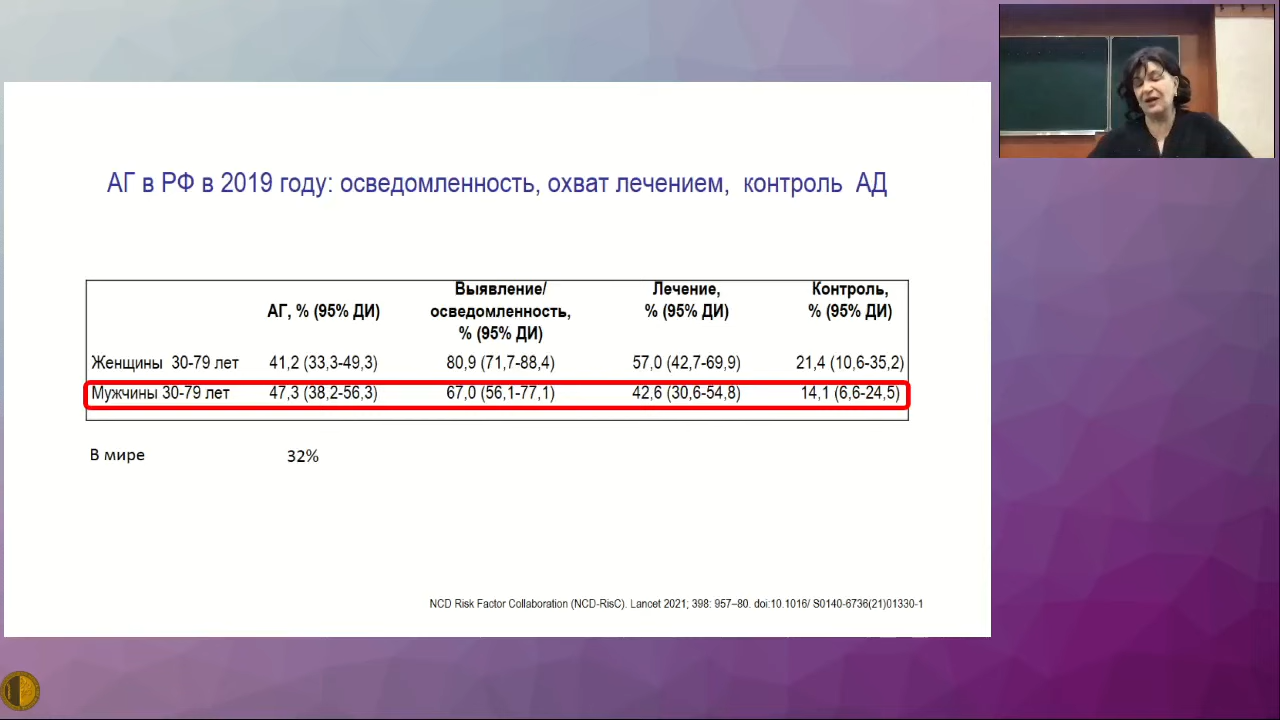 АГ в РФ в 2019 году: осведомленность, охват лечением, контроль АД
АГ, % (95% ДИ)
Выявление/
осведомленность,
% (95% ДИ)
Лечение,
% (95% ДИ)
Контроль,
% (95% ДИ)
Женщины 30-79 лет 41,2 (33,3-49,3) 80,9 (71,7-88,4) 57,0 (42,7-69,9) 21,4 (10,6-35,2)
Мужчины 30-79 лет 47,3 (38,2-56,3) 67,0 (56,1-77,1) 42,6 (30,6-54,8) 14,1 (6,6-24,5)
В мире 32%
NCD Risk Factor Collaboration (NCD-RisC). Lancet 2021; 398: 957–80. doi:10.1016/ S0140-6736(21)01330-1